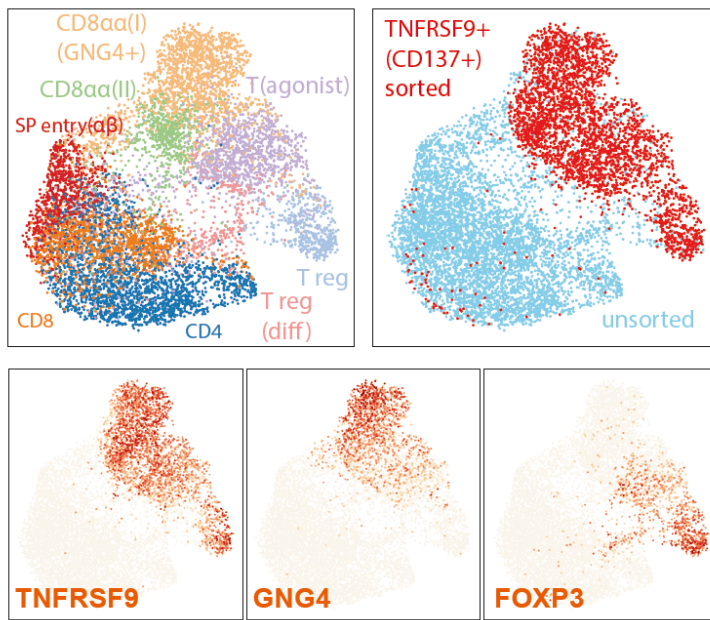 CD8αα(I)
(GNG4+)
CD8αα(II)
T(agonist)
SP entry(αβ)
T reg
T reg
(diff)
CD8
CD4
TNFRSF9+
(CD137+)
sorted
unsorted
TNFRSF9
GNG4
FOXP3